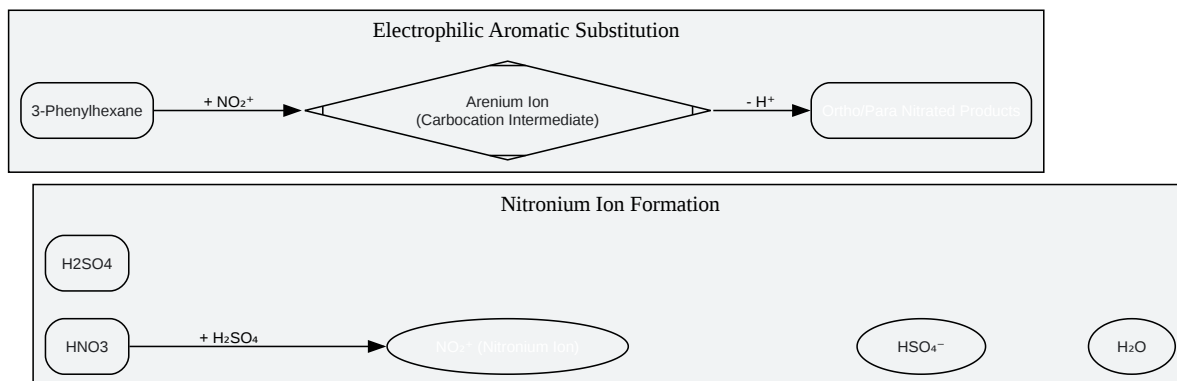 Electrophilic Aromatic Substitution
3-Phenylhexane
+ NO₂⁺
Arenium Ion
(Carbocation Intermediate)
- H⁺
Ortho/Para Nitrated Products
Nitronium Ion Formation
H2SO4
HNO3
+ H₂SO₄
NO₂⁺ (Nitronium Ion)
HSO₄⁻
H₂O